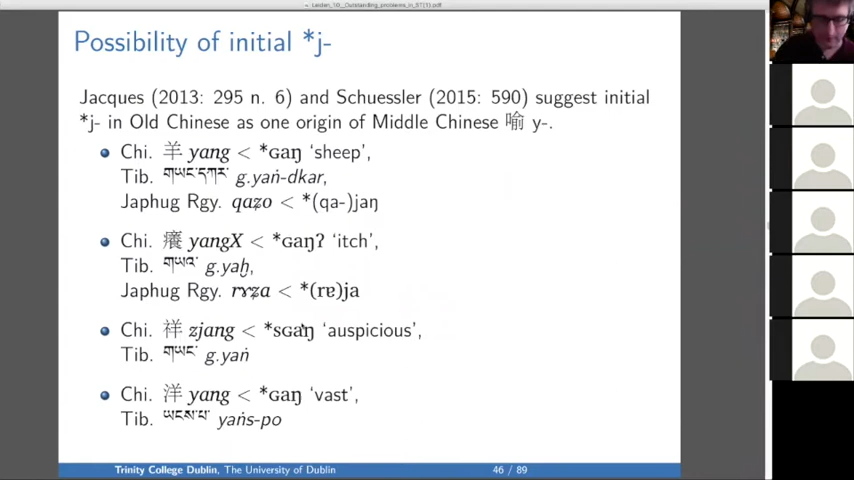 Leiden_10__Outstanding_problems_in_ST(1).pdf
Possibility of initial *j-
Jacques (2013: 295 n. 6) and Schuessler (2015: 590) suggest initial
*j- in Old Chinese as one origin of Middle Chinese 喻 y-.
Chi. 羊 yang < *ɢaŋ ‘sheep’,
Tib. གཡང་དཀར་ g.yaṅ-dkar,
Japhug Rgy. qaʑo < *(qa-)jaŋ
Chi. 癢 yangX < *ɢaŋʔ ‘itch’,
Tib. གཡའ་ g.yaḫ,
Japhug Rgy. rɤʑa < *(rɐ)ja
Chi. 祥 zjang < *sɢaŋ ‘auspicious’,
Tib. གཡང་ g.yaṅ
Chi. 洋 yang < *ɢaŋ ‘vast’,
Tib. ཡངས་པ་ yaṅs-po
Trinity College Dublin, The University of Dublin
46 / 89